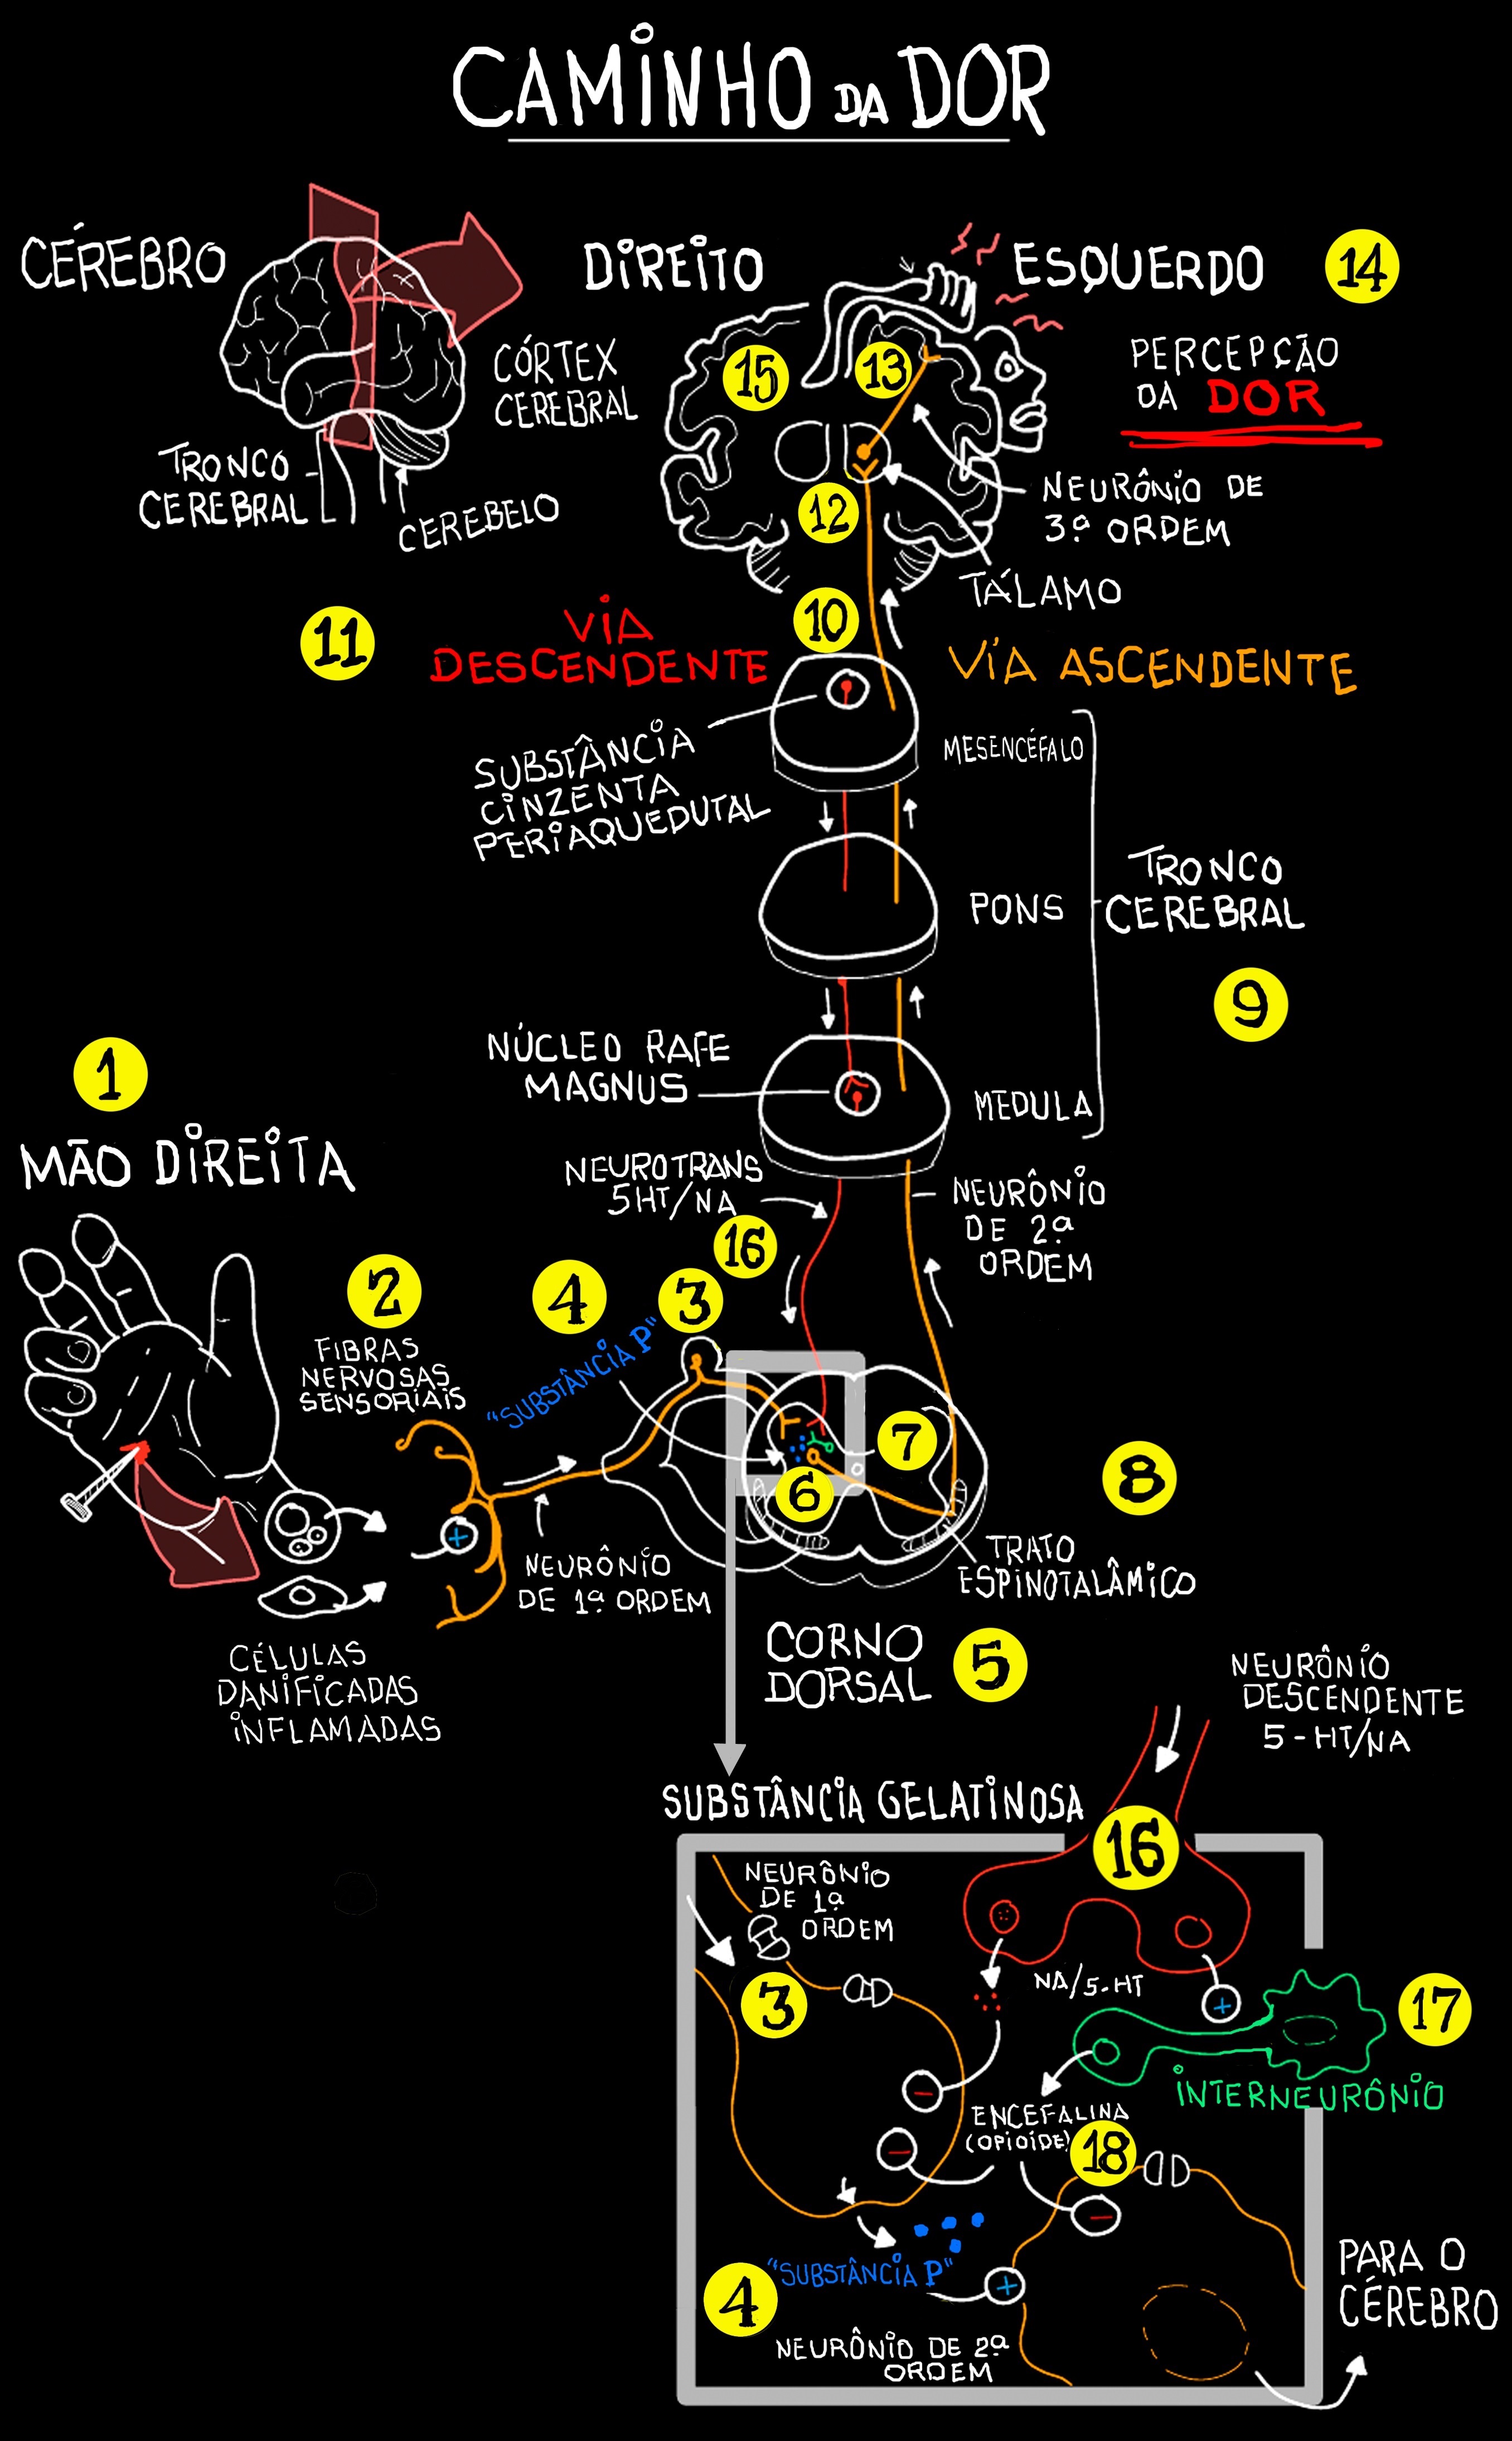 CAMINHO DA DOR
CÉREBRO
CÓRTEX
CEREBRAL
TRONCO
CEREBRAL
CEREBELO
DIREITO
ESQUERDO
14
PERCEPÇÃO
DA DOR
15
13
12
NEURÔNIO DE
3ª ORDEM
TÁLAMO
10
11
VIA
DESCENDENTE
VÍA ASCENDENTE
SUBSTÂNCIA
CINZENTA
PERIAQUEDUTAL
MESENCÉFALO
PONS
TRONCO
CEREBRAL
9
NÚCLEO RAFE
MAGNUS
MEDULA
1
MÃO DIREITA
NEUROTRANS
5HT/NA
16
NEURÔNIO
DE 2ª
ORDEM
2
FIBRAS
NERVOSAS
SENSORIAIS
4
"SUBSTÂNCIA P"
3
7
6
8
+
NEURÔNIO
DE 1ª ORDEM
TRATO
ESPINOTALÂMICO
CÉLULAS
DANIFICADAS
INFLAMADAS
CORNO
DORSAL
5
NEURÔNIO
DESCENDENTE
5-HT/NA
SUBSTÂNCIA GELATINOSA
16
NEURÔNIO
DE 1ª
ORDEM
3
NA/5-HT
+
17
INTERNEURÔNIO
-
ENCEFALINA
(OPIOÍDE)
18
-
-
4
"SUBSTÂNCIA P"
+
NEURÔNIO DE 2ª
ORDEM
PARA O
CÉREBRO